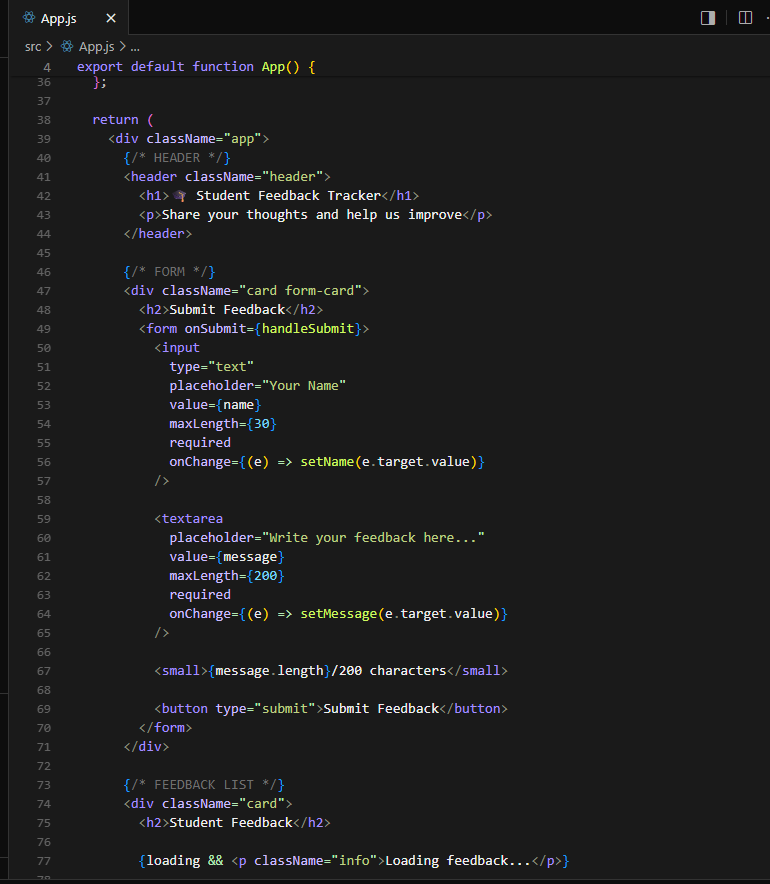 App.js ×
src > App.js > ...
4 export default function App() {
36 };
37
38 return (
39 <div className="app">
40 {/* HEADER */}
41 <header className="header">
42 <h1>🎓 Student Feedback Tracker</h1>
43 <p>Share your thoughts and help us improve</p>
44 </header>
45
46 {/* FORM */}
47 <div className="card form-card">
48 <h2>Submit Feedback</h2>
49 <form onSubmit={handleSubmit}>
50 <input
51 type="text"
52 placeholder="Your Name"
53 value={name}
54 maxLength={30}
55 required
56 onChange={(e) => setName(e.target.value)}
57 />
58
59 <textarea
60 placeholder="Write your feedback here..."
61 value={message}
62 maxLength={200}
63 required
64 onChange={(e) => setMessage(e.target.value)}
65 />
66
67 <small>{message.length}/200 characters</small>
68
69 <button type="submit">Submit Feedback</button>
70 </form>
71 </div>
72
73 {/* FEEDBACK LIST */}
74 <div className="card">
75 <h2>Student Feedback</h2>
76
77 {loading && <p className="info">Loading feedback...</p>}